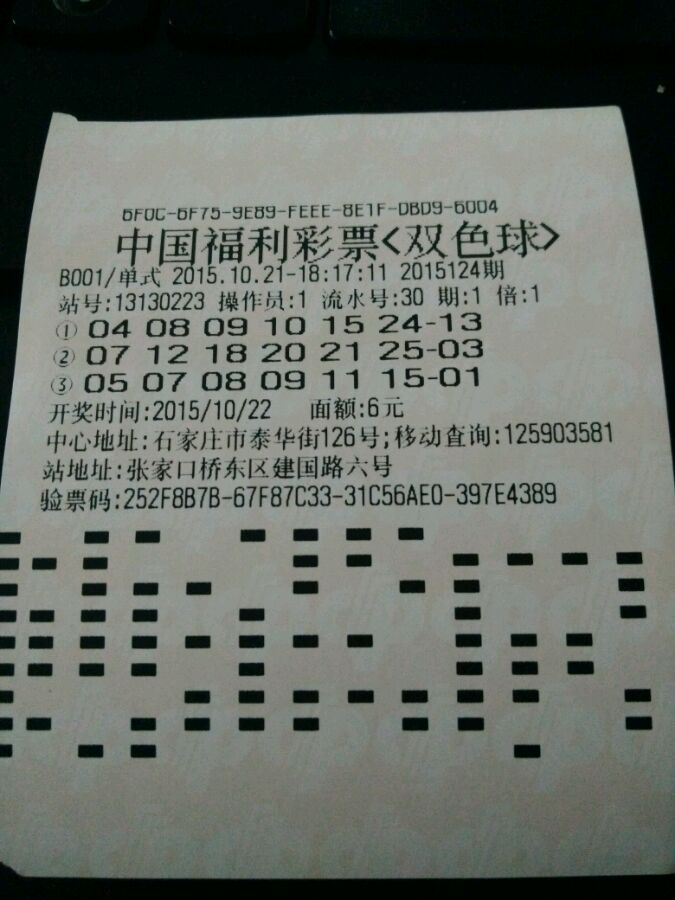 6F0C-6F75-9E89-FEEE-8E1F-DBD9-6004
中国福利彩票<双色球>
B001/单式 2015.10.21-18:17:11 2015124期
站号:13130223 操作员:1 流水号:30 期:1 倍:1
① 04 08 09 10 15 24-13
② 07 12 18 20 21 25-03
③ 05 07 08 09 11 15-01
开奖时间:2015/10/22 面额:6元
中心地址:石家庄市泰华街126号;移动查询:125903581
站地址:张家口桥东区建国路六号
验票码:252F8B7B-67F87C33-31C56AE0-397E4389